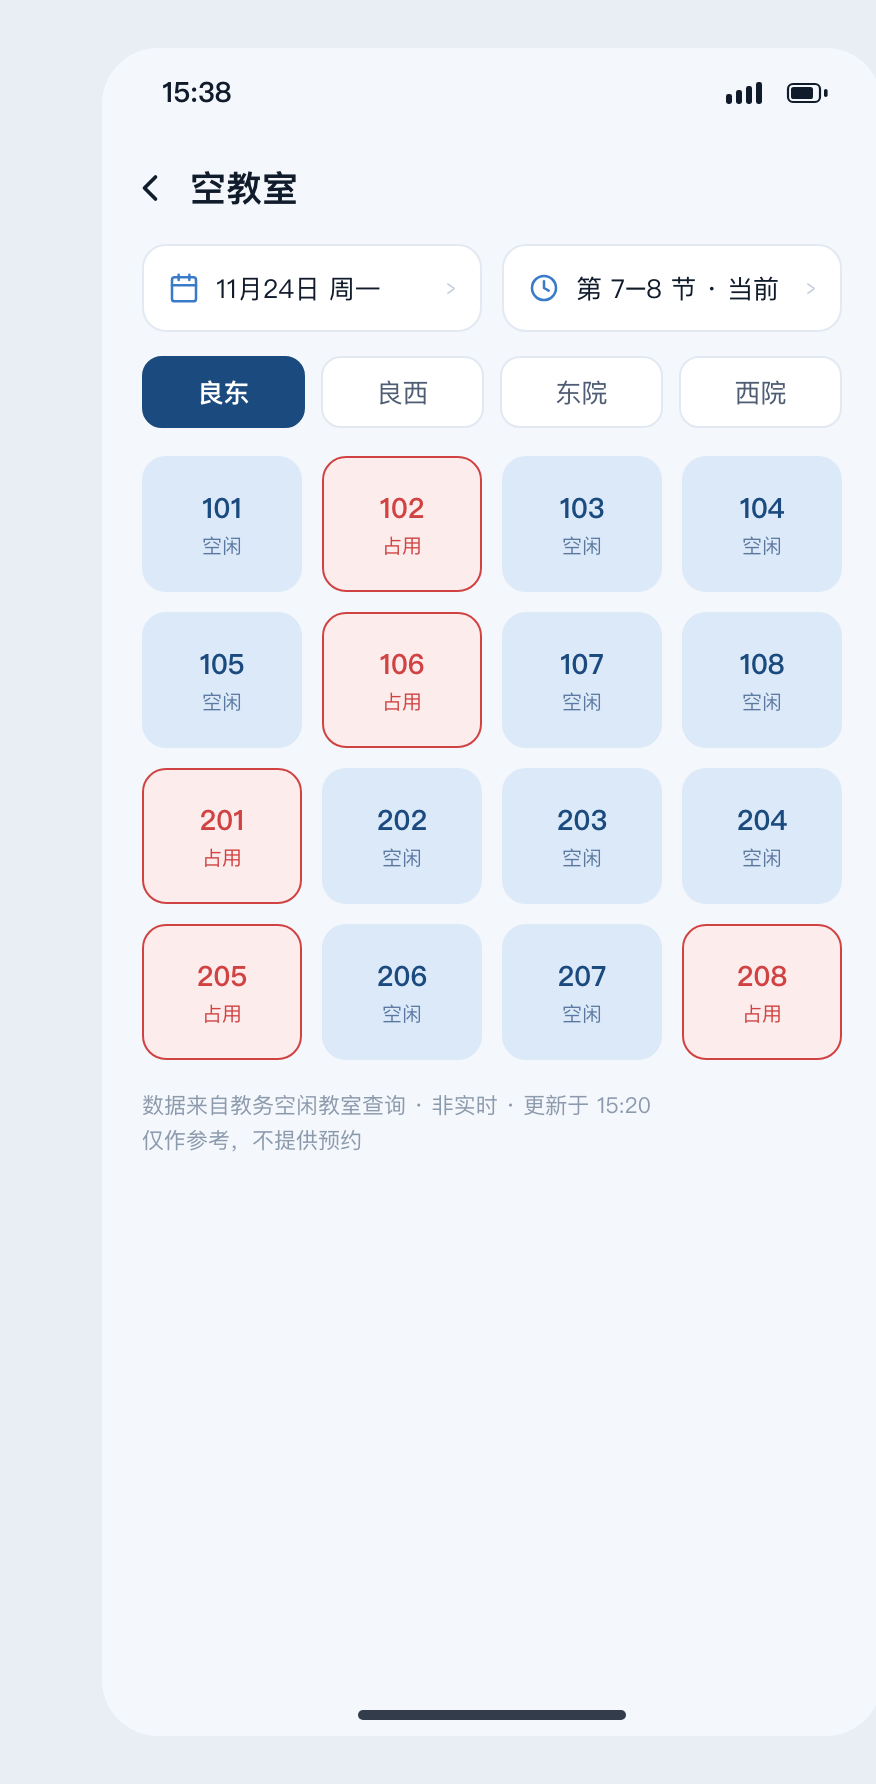 15:38
空教室
11月24日 周一
第 7–8 节 · 当前
良东 良西 东院 西院
101 102 103 104
空闲 占用 空闲 空闲
105 106 107 108
空闲 占用 空闲 空闲
201 202 203 204
占用 空闲 空闲 空闲
205 206 207 208
占用 空闲 空闲 占用
数据来自教务空闲教室查询 · 非实时 · 更新于 15:20
仅作参考，不提供预约